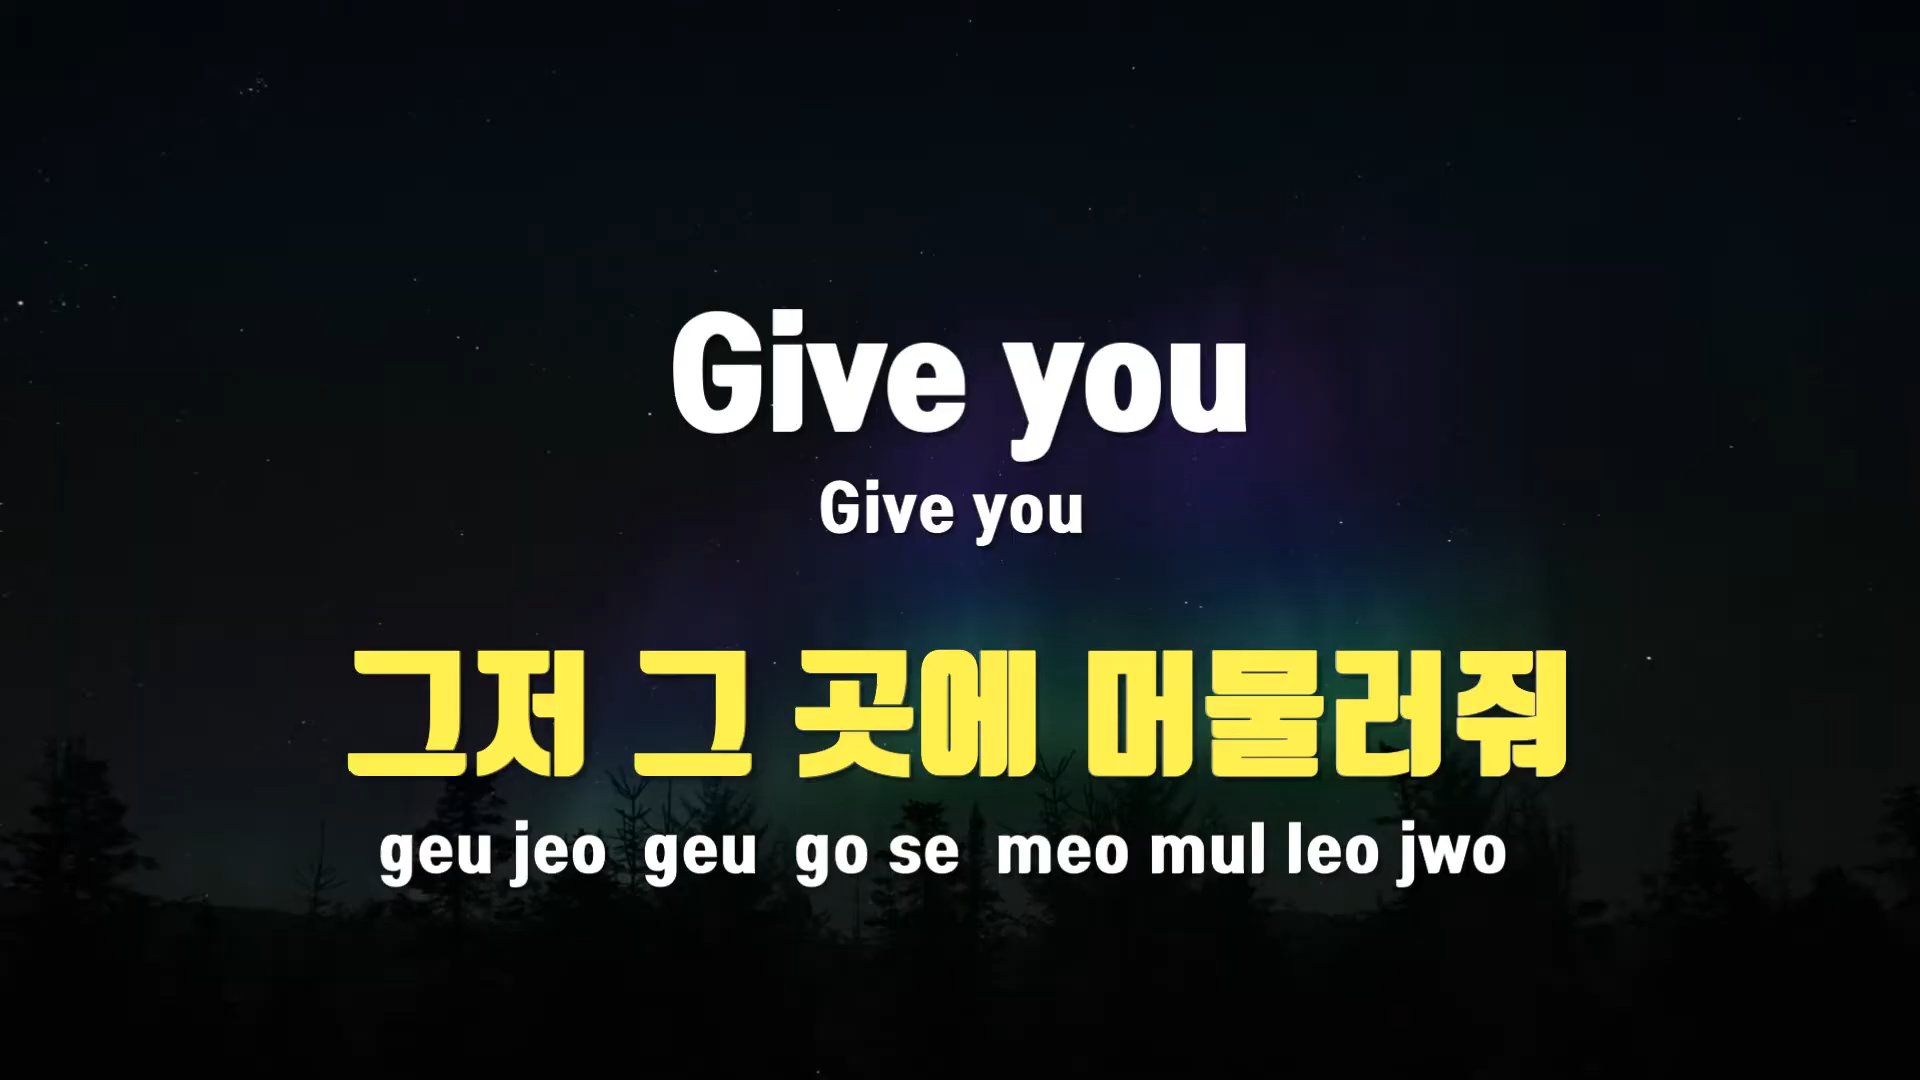 Give you
Give you
그저 그 곳에 머물러줘
geu jeo geu go se meo mul leo jwo